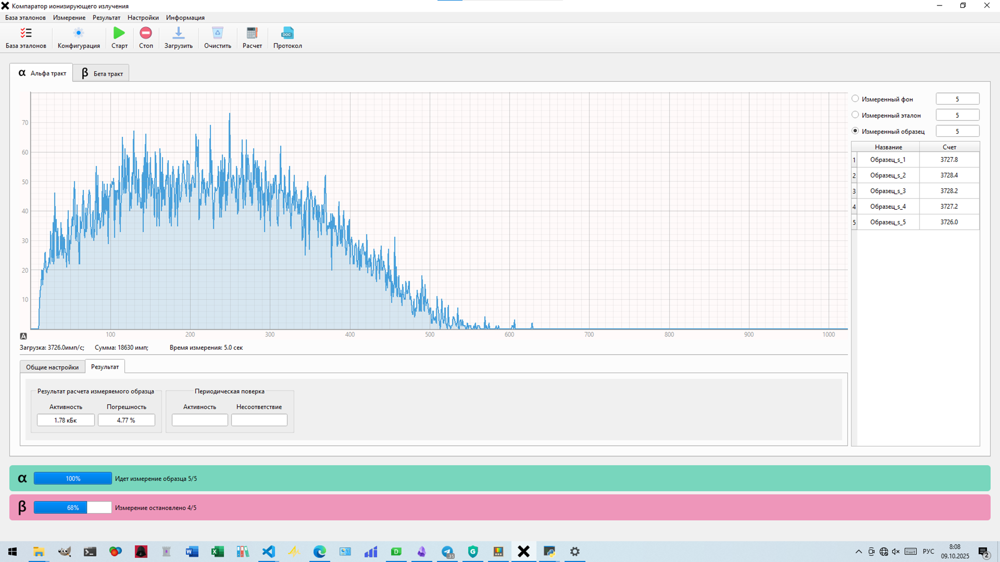 Компаратор ионизирующего излучения
База эталонов Измерение Результат Настройки Информация
База эталонов Конфигурация Старт Стоп Загрузить Очистить Расчет Протокол
α Альфа тракт β Бета тракт
70
60
50
40
30
20
10
100 200 300 400 500 600 700 800 900 1000
A
Измеренный фон 5
Измеренный эталон 5
Измеренный образец 5
Название Счет
1 Образец_s_1 3727.8
2 Образец_s_2 3728.4
3 Образец_s_3 3728.2
4 Образец_s_4 3727.2
5 Образец_s_5 3726.0
Загрузка: 3726.0имп/с; Сумма: 18630 имп; Время измерения: 5.0 сек
Общие настройки Результат
Результат расчета измеряемого образца Периодическая поверка
Активность Погрешность Активность Несоответствие
1.78 кБк 4.77 %
α 100% Идет измерение образца 5/5
β 68% Измерение остановлено 4/5
35
РУС
8:08
09.10.2025
2